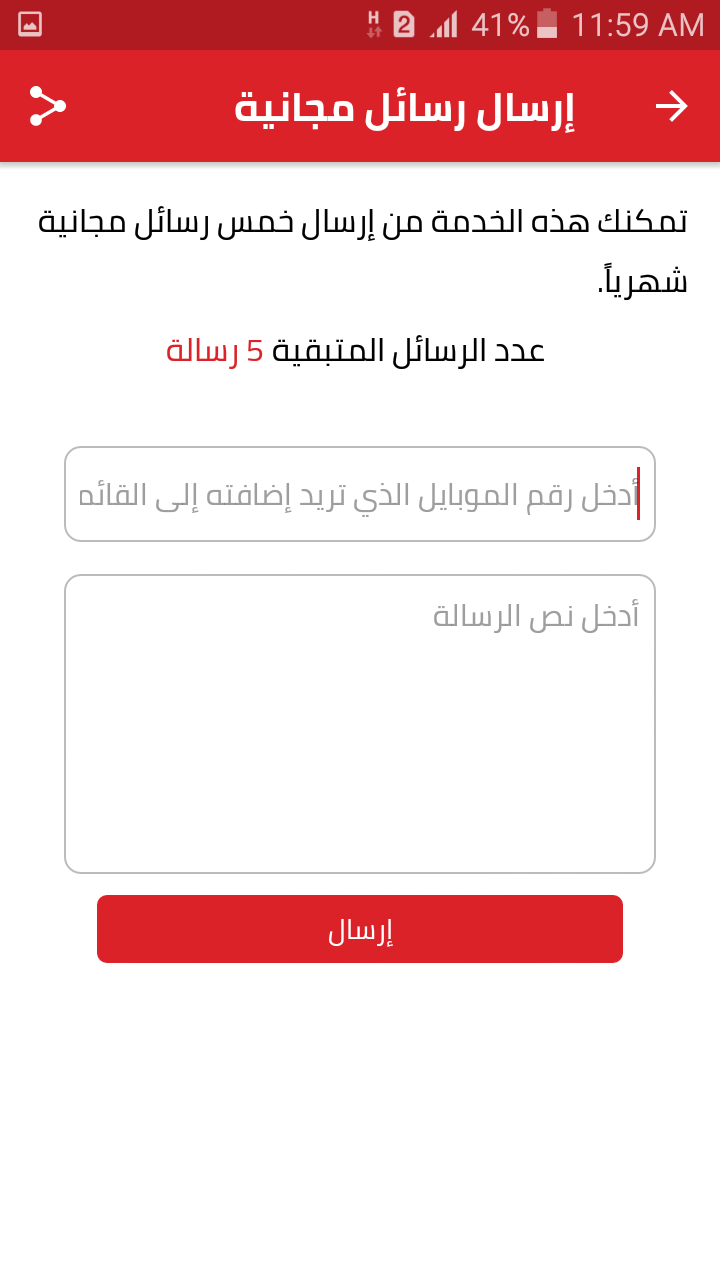 H 2 41% 11:59 AM
إرسال رسائل مجانية
تمكنك هذه الخدمة من إرسال خمس رسائل مجانية
شهرياً.
عدد الرسائل المتبقية 5 رسالة
أدخل رقم الموبايل الذي تريد إضافته إلى القائم
أدخل نص الرسالة
إرسال